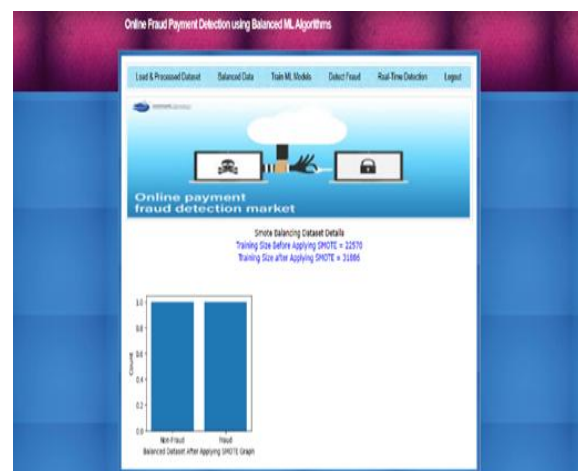 Online Fraud Payment Detection using Balanced ML Algorithms
Load & Processed Dataset Balanced Data Train ML Models Detect Fraud Real-Time Detection Logout
Online payment
fraud detection market
Smote Balancing Dataset Details
Training Size Before Applying SMOTE = 22570
Training Size after Applying SMOTE = 31886
1.0
0.8
0.6
0.4
0.2
0.0
Count
Non-Fraud Fraud
Balanced Dataset After Applying SMOTE Graph